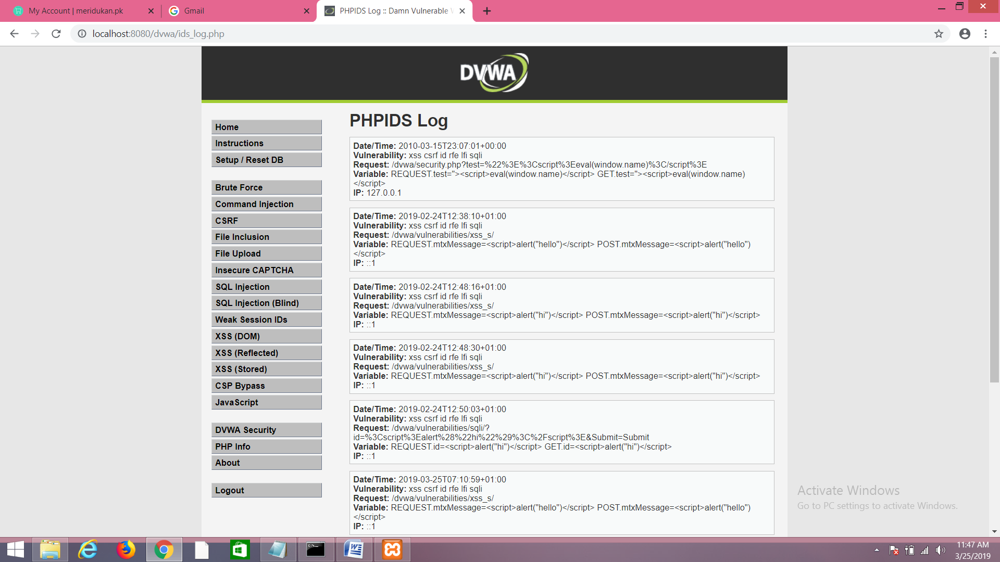 My Account | meridukan.pk
Gmail
PHPIDS Log :: Damn Vulnerable
localhost:8080/dvwa/ids_log.php
DVWA
Home
Instructions
Setup / Reset DB
Brute Force
Command Injection
CSRF
File Inclusion
File Upload
Insecure CAPTCHA
SQL Injection
SQL Injection (Blind)
Weak Session IDs
XSS (DOM)
XSS (Reflected)
XSS (Stored)
CSP Bypass
JavaScript
DVWA Security
PHP Info
About
Logout
PHPIDS Log
Date/Time: 2010-03-15T23:07:01+00:00
Vulnerability: xss csrf id rfe lfi sqli
Request: /dvwa/security.php?test=%22%3E%3Cscript%3Eeval(window.name)%3C/script%3E
Variable: REQUEST.test="><script>eval(window.name)</script> GET.test="><script>eval(window.name)
</script>
IP: 127.0.0.1
Date/Time: 2019-02-24T12:38:10+01:00
Vulnerability: xss csrf id rfe lfi sqli
Request: /dvwa/vulnerabilities/xss_s/
Variable: REQUEST.mtxMessage=<script>alert("hello")</script> POST.mtxMessage=<script>alert("hello")
</script>
IP: ::1
Date/Time: 2019-02-24T12:48:16+01:00
Vulnerability: xss csrf id rfe lfi sqli
Request: /dvwa/vulnerabilities/xss_s/
Variable: REQUEST.mtxMessage=<script>alert("hi")</script> POST.mtxMessage=<script>alert("hi")</script>
IP: ::1
Date/Time: 2019-02-24T12:48:30+01:00
Vulnerability: xss csrf id rfe lfi sqli
Request: /dvwa/vulnerabilities/xss_s/
Variable: REQUEST.mtxMessage=<script>alert("hi")</script> POST.mtxMessage=<script>alert("hi")</script>
IP: ::1
Date/Time: 2019-02-24T12:50:03+01:00
Vulnerability: xss csrf id rfe lfi sqli
Request: /dvwa/vulnerabilities/sqli/?
id=%3Cscript%3Ealert%28%22hi%22%29%3C%2Fscript%3E&Submit=Submit
Variable: REQUEST.id=<script>alert("hi")</script> GET.id=<script>alert("hi")</script>
IP: ::1
Date/Time: 2019-03-25T07:10:59+01:00
Vulnerability: xss csrf id rfe lfi sqli
Request: /dvwa/vulnerabilities/xss_s/
Variable: REQUEST.mtxMessage=<script>alert("hello")</script> POST.mtxMessage=<script>alert("hello")
</script>
IP: ::1
Activate Windows
Go to PC settings to activate Windows.
11:47 AM
3/25/2019